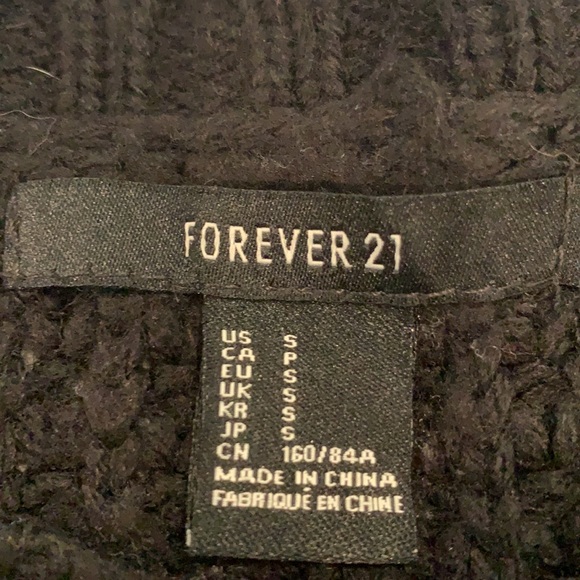 FOREVER 21
US S
CA P
EU S
UK S
KR S
JP S
CN 160/84A
MADE IN CHINA
FABRIQUE EN CHINE